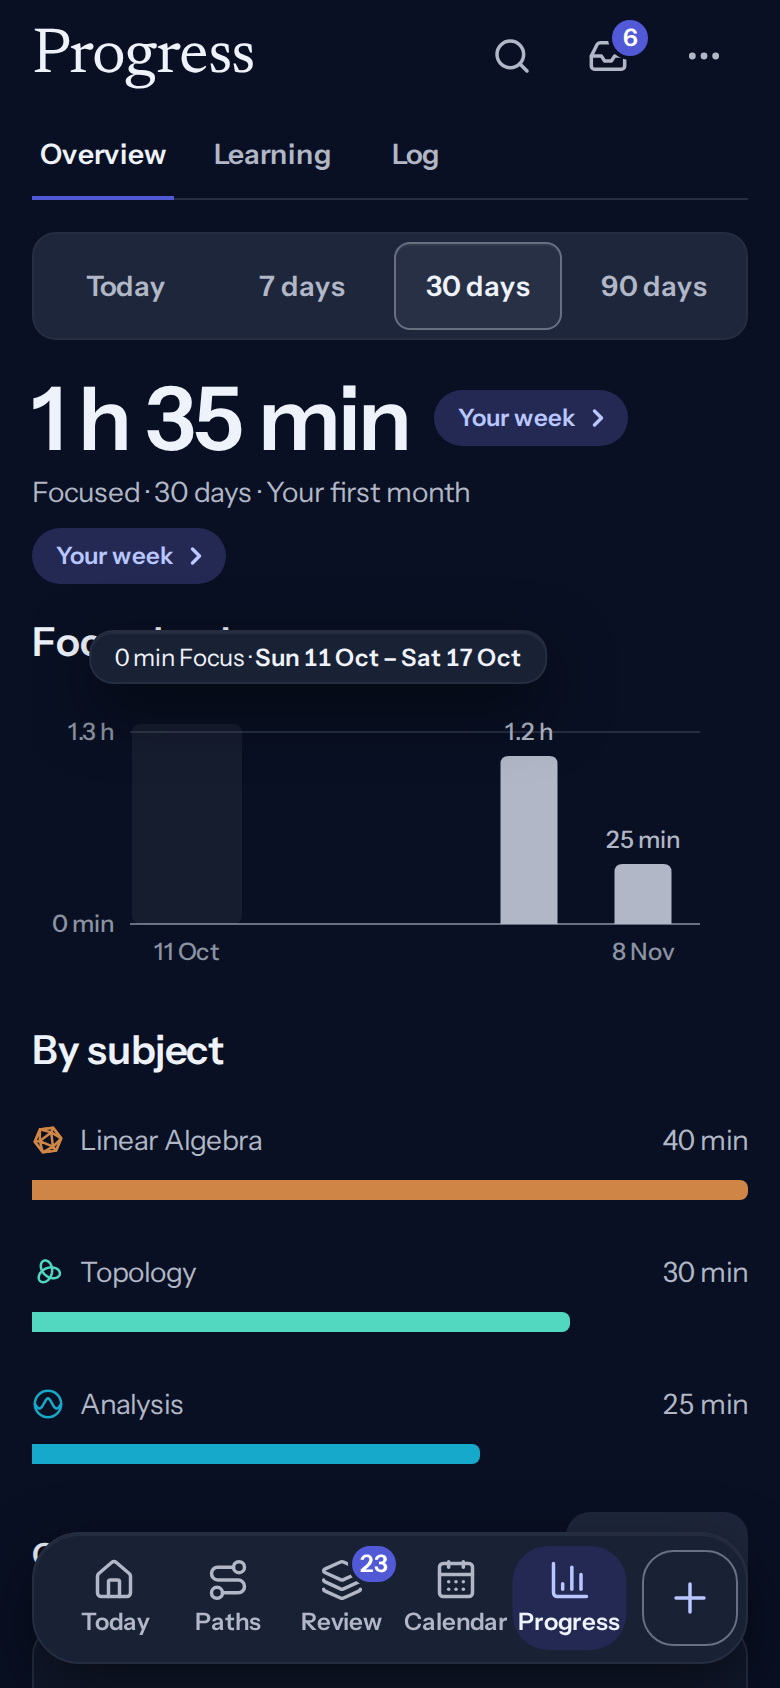 Progress
6
Overview Learning Log
Today 7 days 30 days 90 days
1 h 35 min Your week
Focused · 30 days · Your first month
Your week
0 min Focus · Sun 11 Oct – Sat 17 Oct
1.3 h
1.2 h
25 min
0 min
11 Oct 8 Nov
By subject
Linear Algebra 40 min
Topology 30 min
Analysis 25 min
23
Today Paths Review Calendar Progress